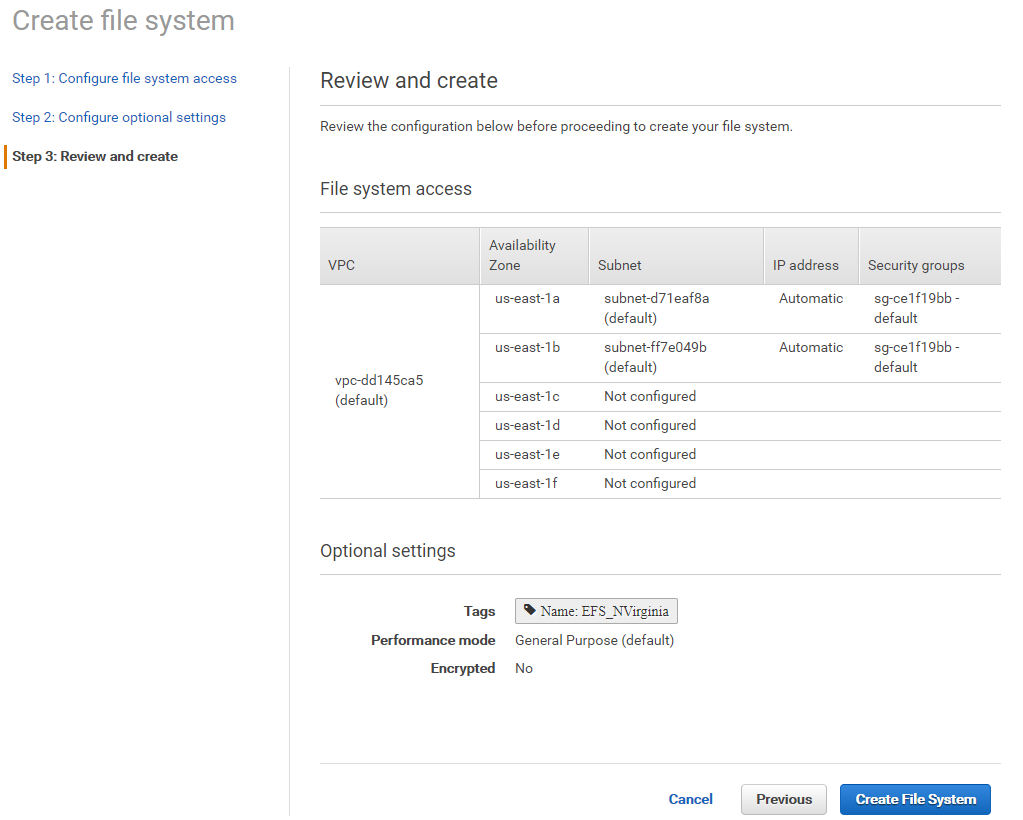 Create file system
Step 1: Configure file system access
Step 2: Configure optional settings
Step 3: Review and create
Review and create
Review the configuration below before proceeding to create your file system.
File system access
VPC
Availability
Zone
Subnet
IP address
Security groups
vpc-dd145ca5
(default)
us-east-1a
subnet-d71eaf8a
(default)
Automatic
sg-ce1f19bb -
default
us-east-1b
subnet-ff7e049b
(default)
Automatic
sg-ce1f19bb -
default
us-east-1c
Not configured
us-east-1d
Not configured
us-east-1e
Not configured
us-east-1f
Not configured
Optional settings
Tags
Name: EFS_NVirginia
Performance mode
General Purpose (default)
Encrypted
No
Cancel
Previous
Create File System